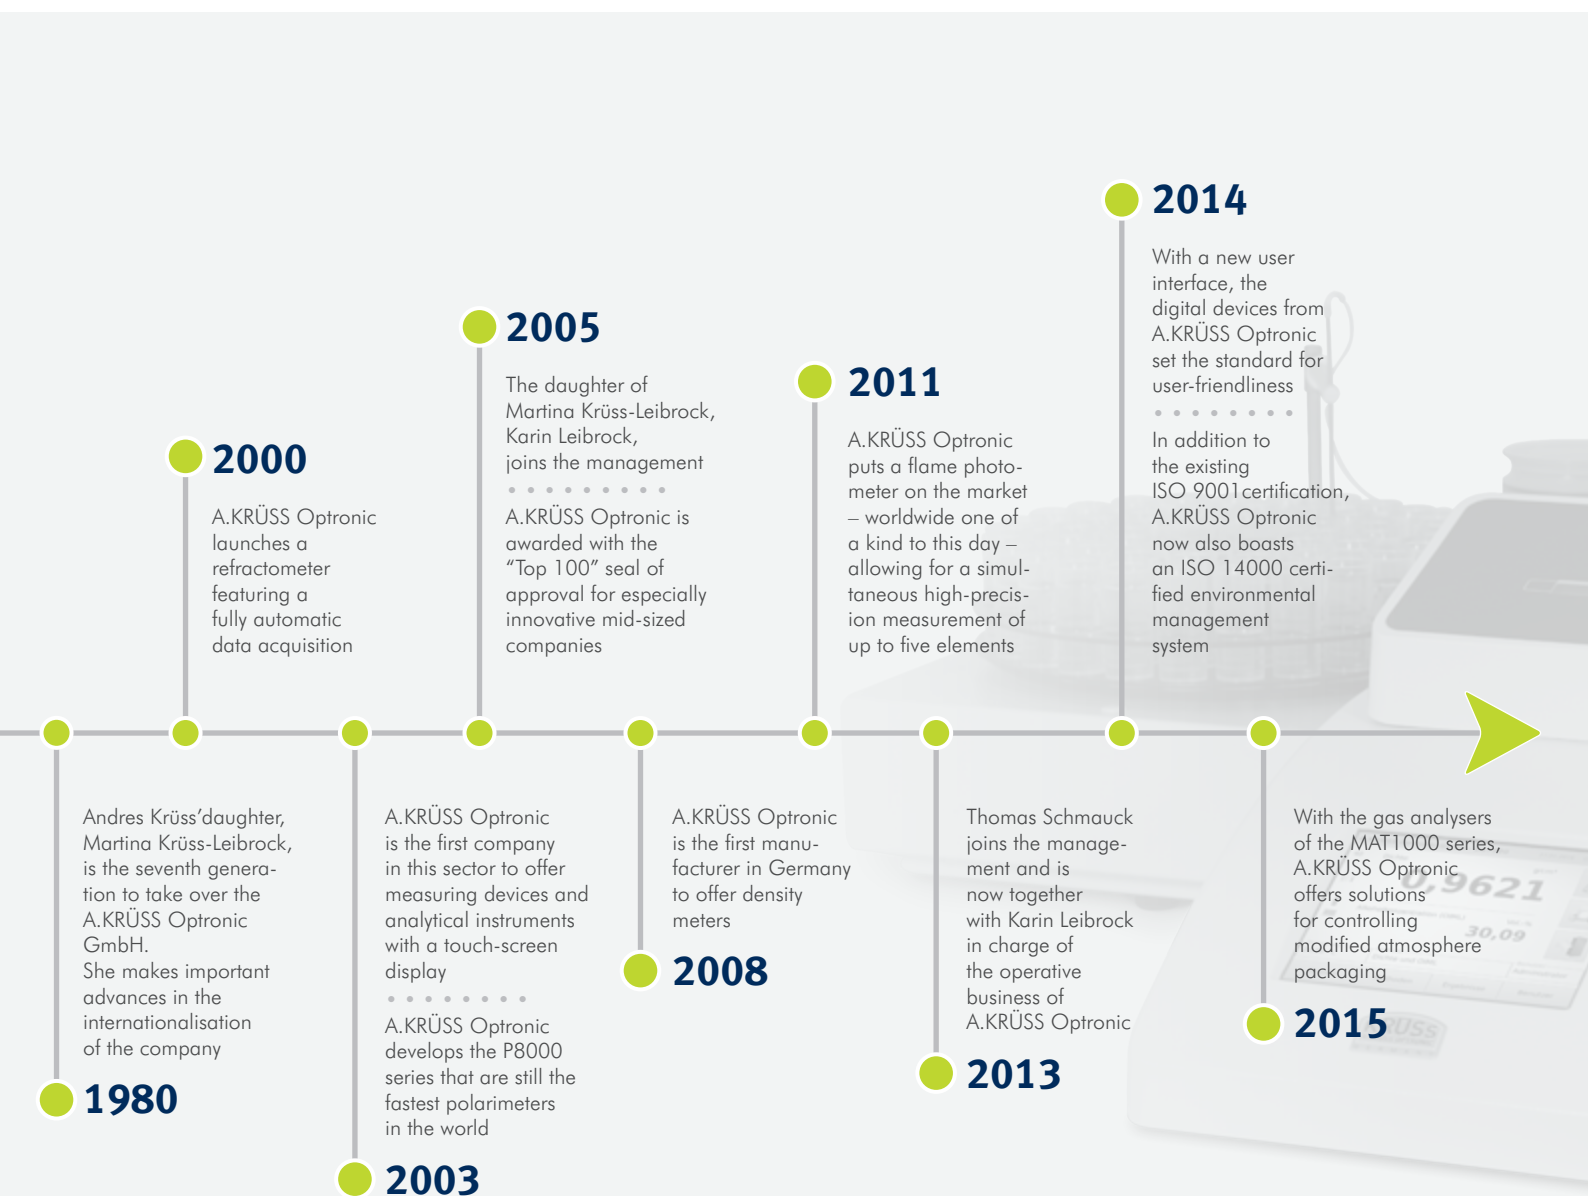 2014
With a new user
interface, the
digital devices from
A.KRÜSS Optronic
set the standard for
user-friendliness
In addition to
the existing
ISO 9001certification,
A.KRÜSS Optronic
now also boasts
an ISO 14000 certi-
fied environmental
management
system
2005
The daughter of
Martina Krüss-Leibrock,
Karin Leibrock,
joins the management
A.KRÜSS Optronic is
awarded with the
“Top 100” seal of
approval for especially
innovative mid-sized
companies
2011
A.KRÜSS Optronic
puts a flame photo-
meter on the market
– worldwide one of
a kind to this day –
allowing for a simul-
taneous high-precis-
ion measurement of
up to five elements
2000
A.KRÜSS Optronic
launches a
refractometer
featuring a
fully automatic
data acquisition
Andres Krüss’daughter,
Martina Krüss-Leibrock,
is the seventh genera-
tion to take over the
A.KRÜSS Optronic
GmbH.
She makes important
advances in the
internationalisation
of the company
1980
A.KRÜSS Optronic
is the first company
in this sector to offer
measuring devices and
analytical instruments
with a touch-screen
display
A.KRÜSS Optronic
develops the P8000
series that are still the
fastest polarimeters
in the world
2003
A.KRÜSS Optronic
is the first manu-
facturer in Germany
to offer density
meters
2008
Thomas Schmauck
joins the manage-
ment and is
now together
with Karin Leibrock
in charge of
the operative
business of
A.KRÜSS Optronic
2013
With the gas analysers
of the MAT1000 series,
A.KRÜSS Optronic
offers solutions
for controlling
modified atmosphere
packaging
2015
0,9621
30,09
KRÜSS